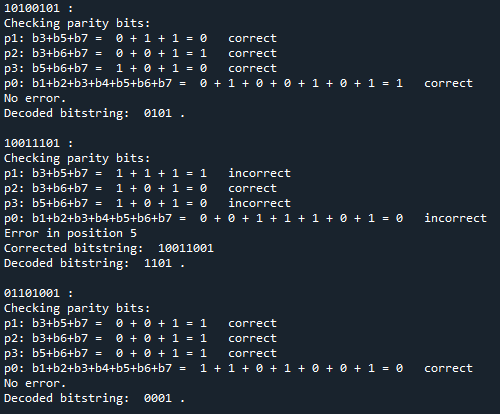 10100101 :
Checking parity bits:
p1: b3+b5+b7 =  0 + 1 + 1 = 0   correct
p2: b3+b6+b7 =  0 + 0 + 1 = 1   correct
p3: b5+b6+b7 =  1 + 0 + 1 = 0   correct
p0: b1+b2+b3+b4+b5+b6+b7 =  0 + 1 + 0 + 0 + 1 + 0 + 1 = 1   correct
No error.
Decoded bitstring:  0101 .

10011101 :
Checking parity bits:
p1: b3+b5+b7 =  1 + 1 + 1 = 1   incorrect
p2: b3+b6+b7 =  1 + 0 + 1 = 0   correct
p3: b5+b6+b7 =  1 + 0 + 1 = 0   incorrect
p0: b1+b2+b3+b4+b5+b6+b7 =  0 + 0 + 1 + 1 + 1 + 0 + 1 = 0   incorrect
Error in position 5
Corrected bitstring:  10011001
Decoded bitstring:  1101 .

01101001 :
Checking parity bits:
p1: b3+b5+b7 =  0 + 0 + 1 = 1   correct
p2: b3+b6+b7 =  0 + 0 + 1 = 1   correct
p3: b5+b6+b7 =  0 + 0 + 1 = 1   correct
p0: b1+b2+b3+b4+b5+b6+b7 =  1 + 1 + 0 + 1 + 0 + 0 + 1 = 0   correct
No error.
Decoded bitstring:  0001 .